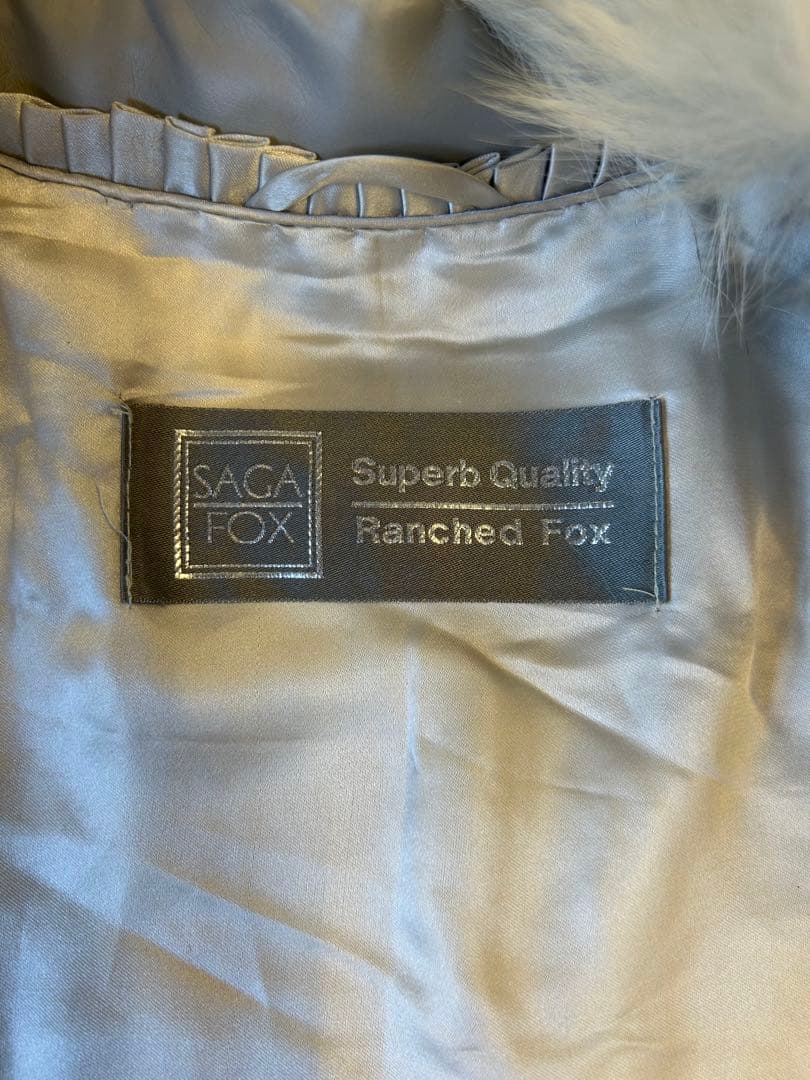 SAGA
FOX
Superb Quality
Ranched Fox